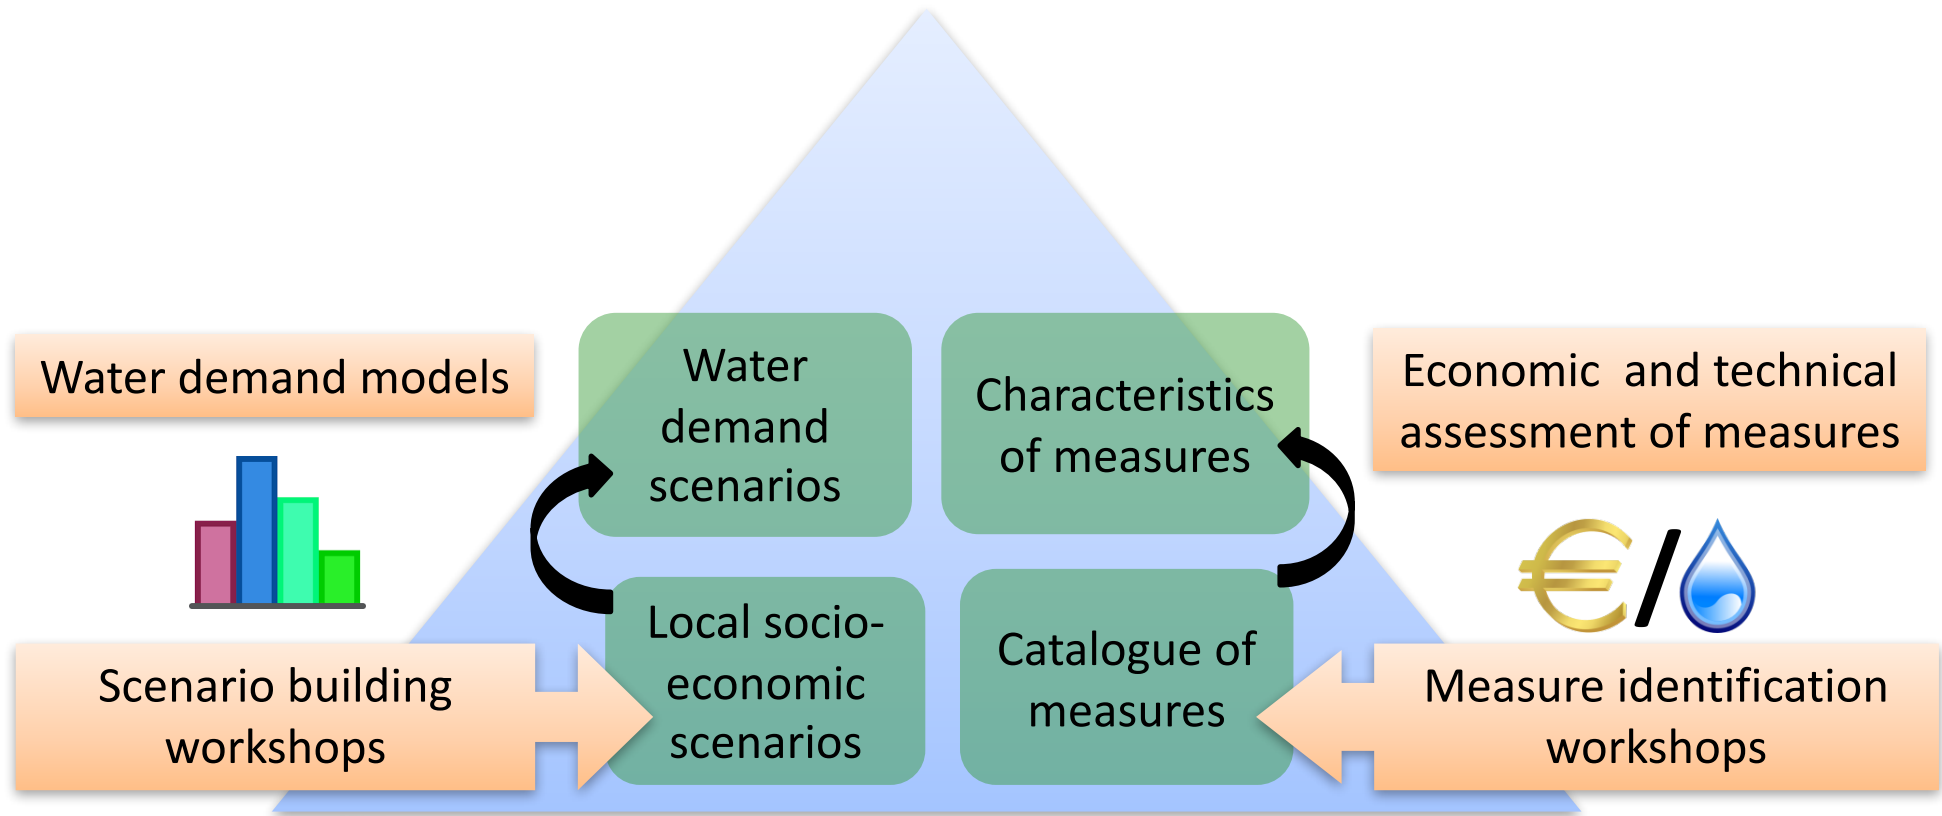 Water demand models
Water
demand
scenarios
Characteristics
of measures
Economic and technical
assessment of measures
€/
Scenario building
workshops
Local socio-
economic
scenarios
Catalogue of
measures
Measure identification
workshops